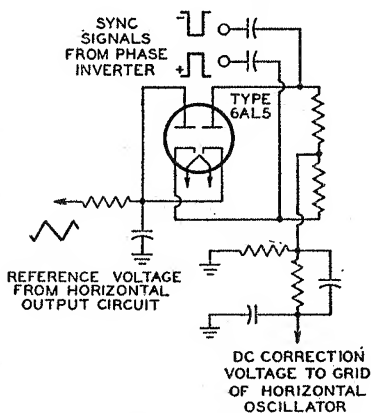 SYNC
SIGNALS
FROM PHASE
INVERTER
−
+
TYPE
6AL5
REFERENCE VOLTAGE
FROM HORIZONTAL
OUTPUT CIRCUIT
DC CORRECTION
VOLTAGE TO GRID
OF HORIZONTAL
OSCILLATOR